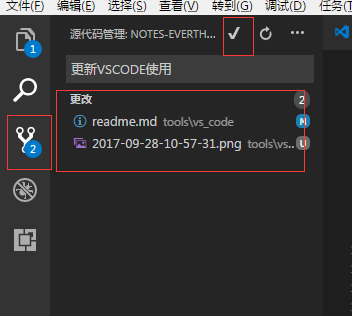 文件(F) 编辑(E) 选择(S) 查看(V) 转到(G) 调试(D)
源代码管理: NOTES-EVERTH...
1
更新VSCODE使用
更改 2
readme.md tools\vs_code M
2017-09-28-10-57-31.png tools\vs... U
2